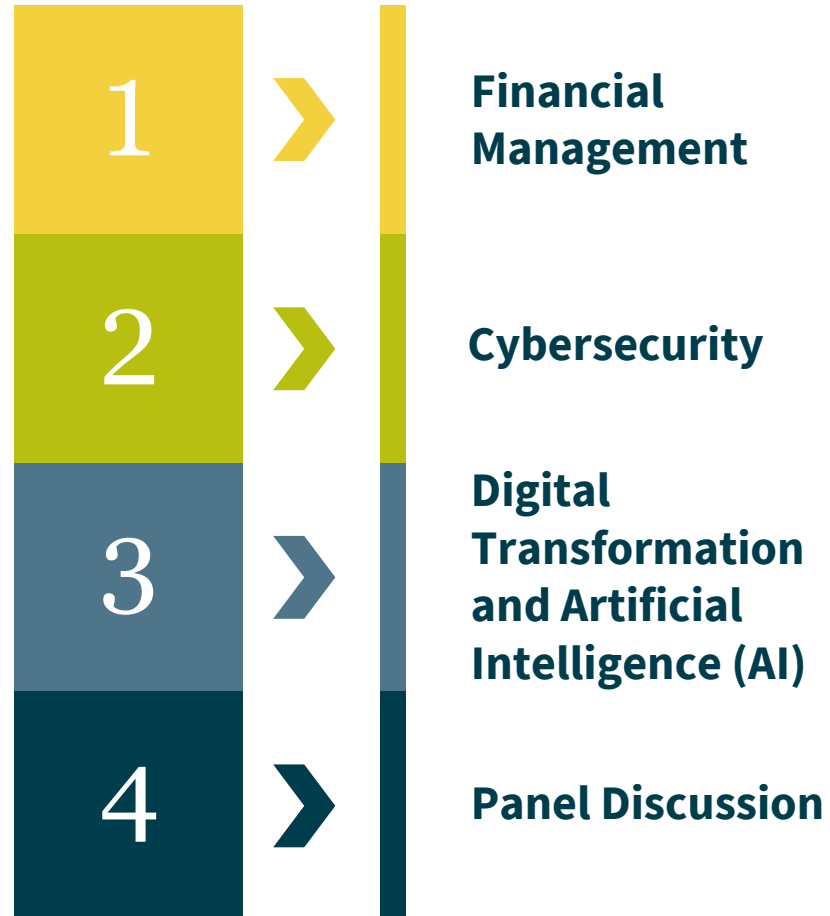 1
Financial
Management
2
Cybersecurity
3
Digital
Transformation
and Artificial
Intelligence (AI)
4
Panel Discussion